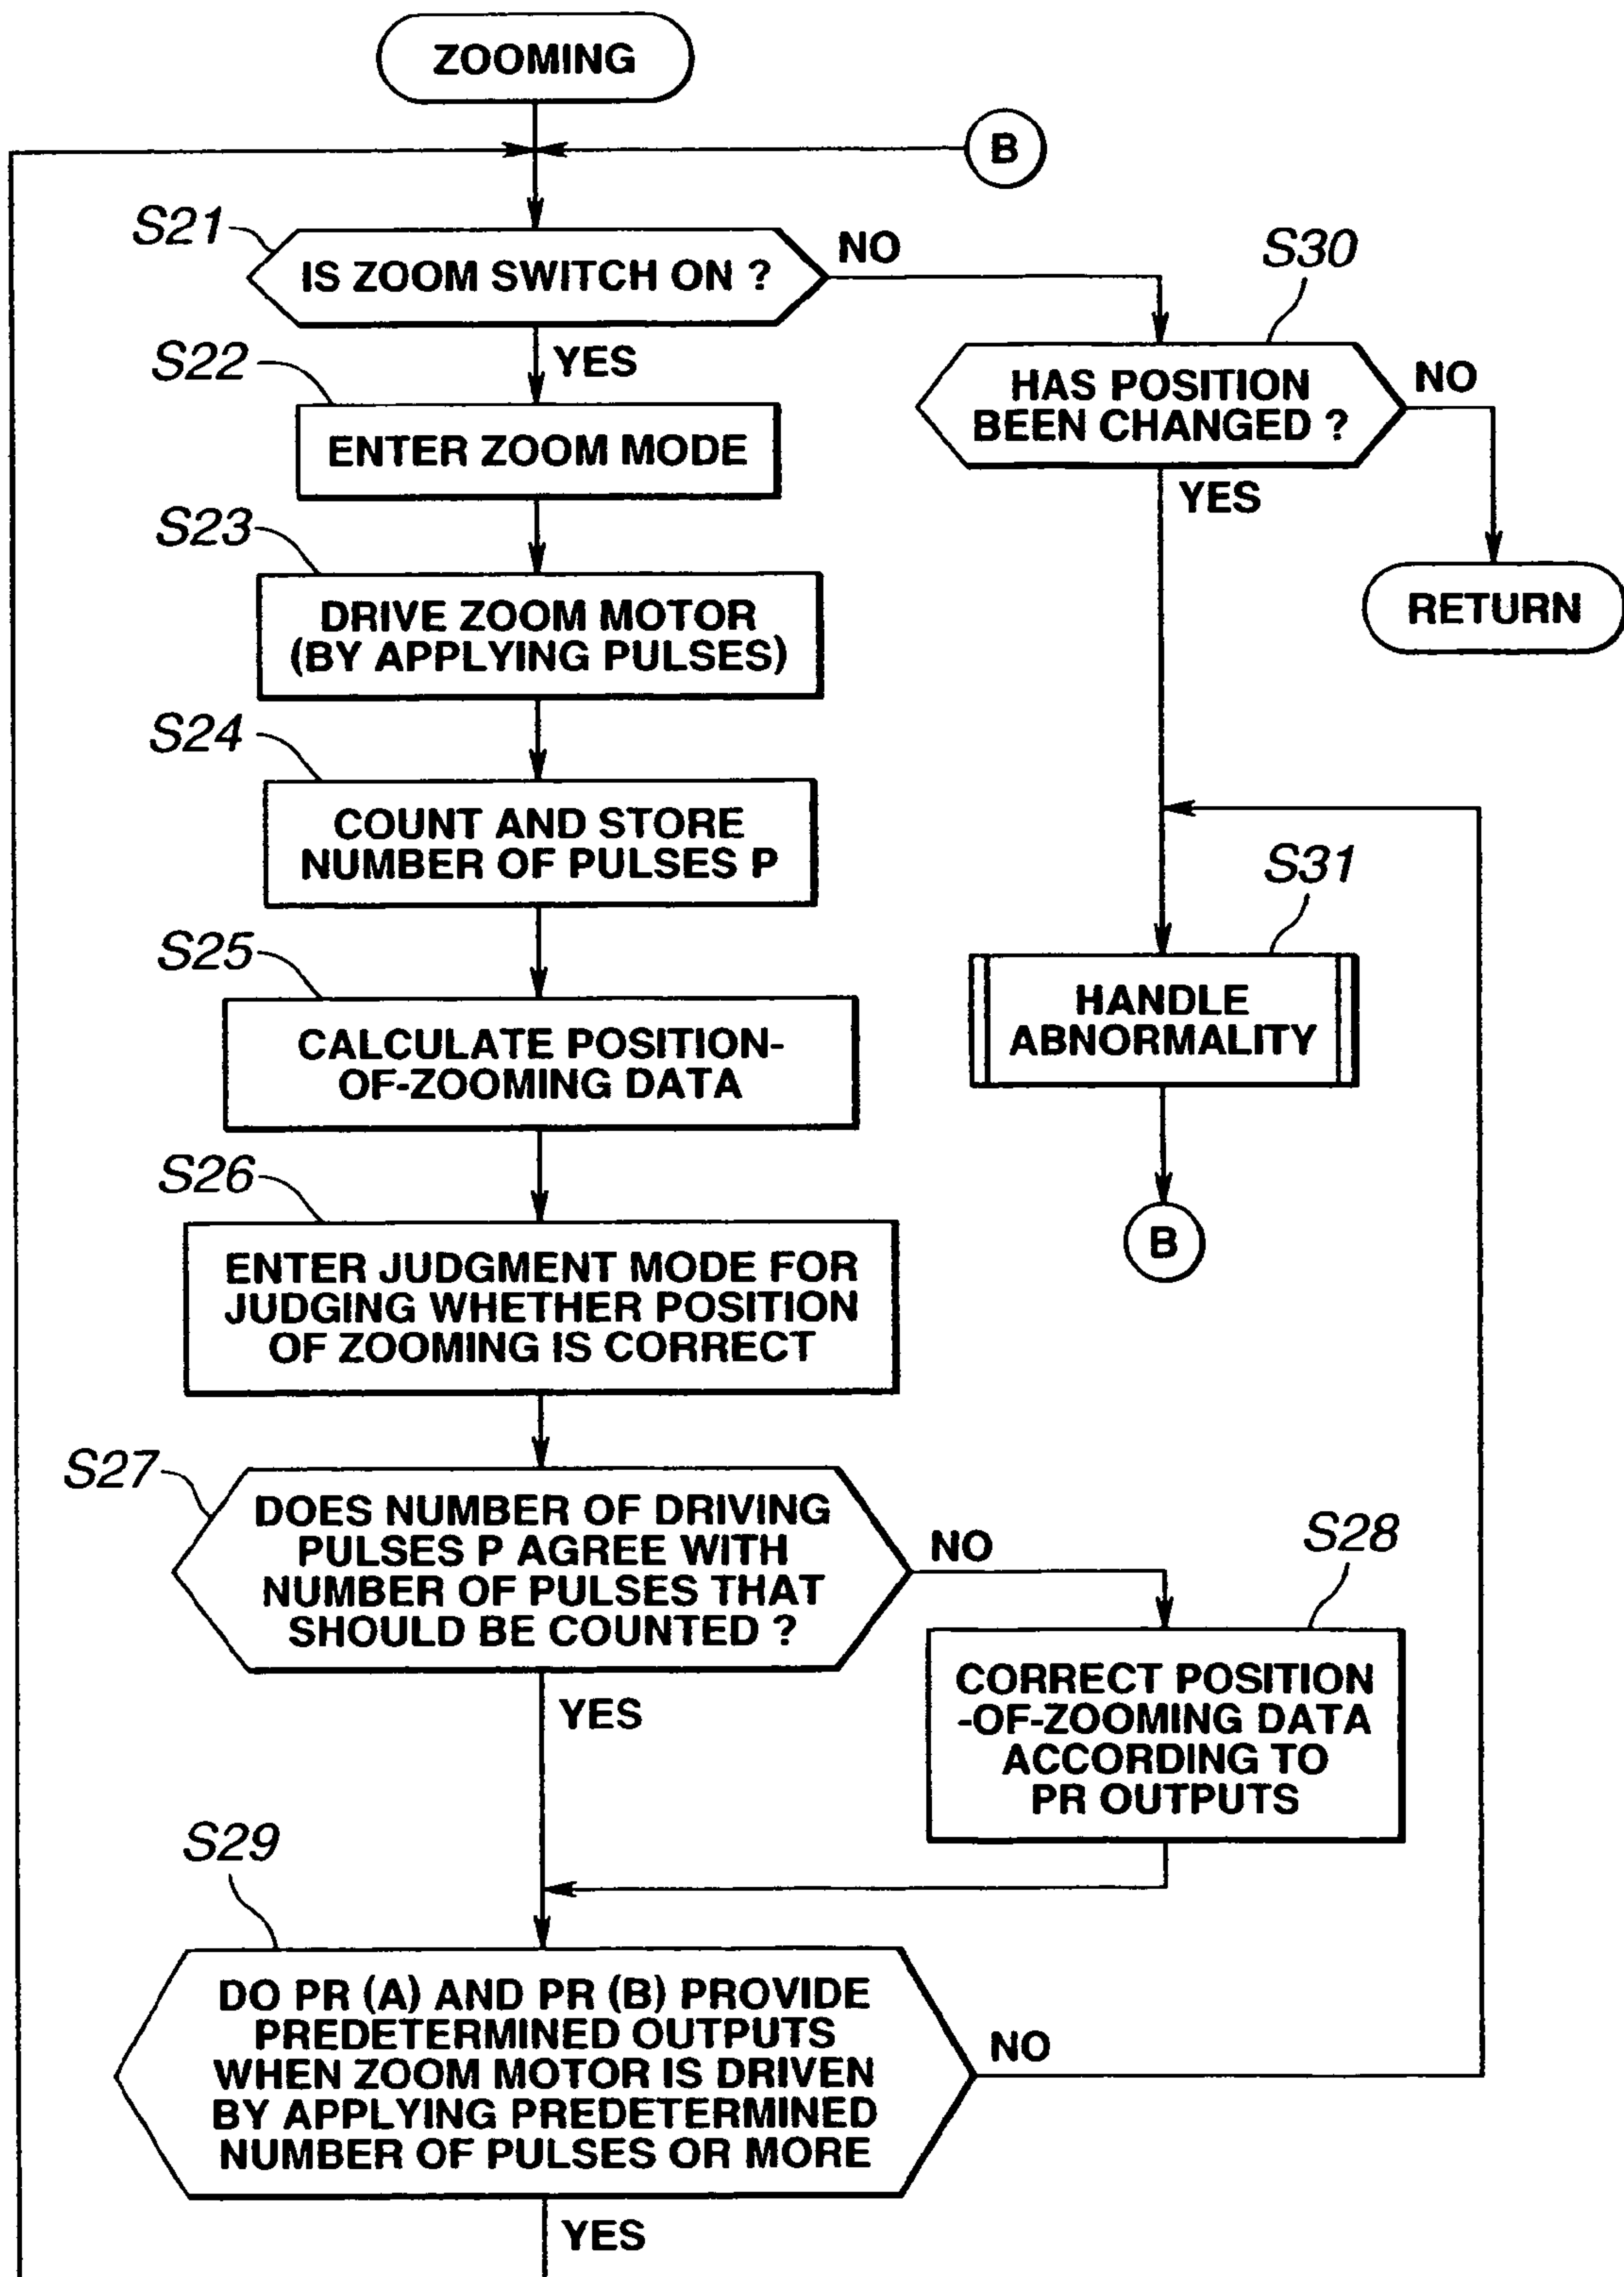 ZOOMING
B
S21
IS ZOOM SWITCH ON ?
NO
YES
S30
HAS POSITION
BEEN CHANGED ?
NO
YES
RETURN
S22
ENTER ZOOM MODE
S23
DRIVE ZOOM MOTOR
(BY APPLYING PULSES)
S24
COUNT AND STORE
NUMBER OF PULSES P
S31
HANDLE
ABNORMALITY
B
S25
CALCULATE POSITION-
OF-ZOOMING DATA
S26
ENTER JUDGMENT MODE FOR
JUDGING WHETHER POSITION
OF ZOOMING IS CORRECT
S27
DOES NUMBER OF DRIVING
PULSES P AGREE WITH
NUMBER OF PULSES THAT
SHOULD BE COUNTED ?
NO
YES
S28
CORRECT POSITION
-OF-ZOOMING DATA
ACCORDING TO
PR OUTPUTS
S29
DO PR (A) AND PR (B) PROVIDE
PREDETERMINED OUTPUTS
WHEN ZOOM MOTOR IS DRIVEN
BY APPLYING PREDETERMINED
NUMBER OF PULSES OR MORE
NO
YES